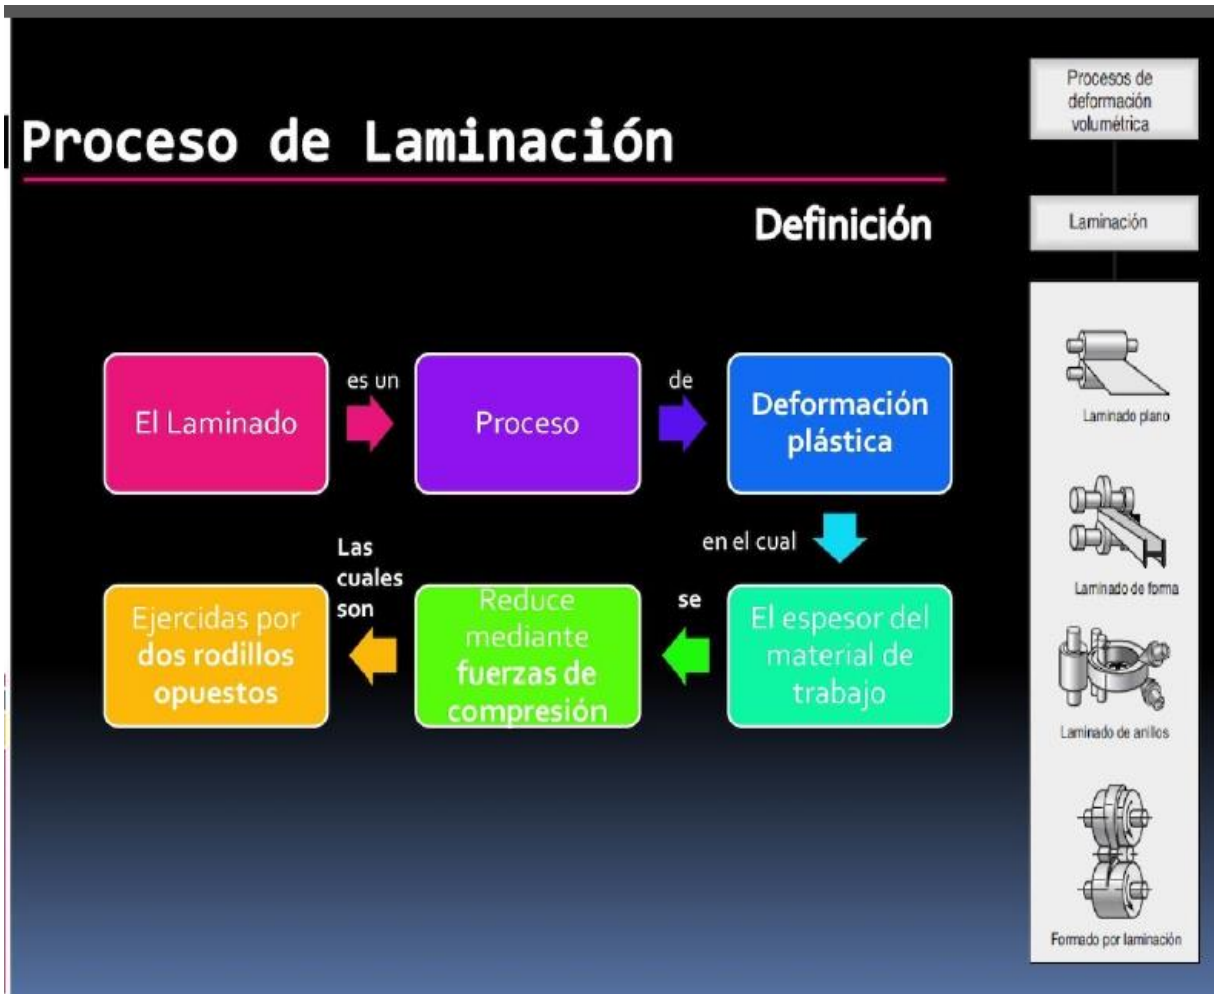 Proceso de Laminación
Definición
El Laminado
es un
Proceso
de
Deformación
plástica
en el cual
El espesor del
material de
trabajo
se
Reduce
mediante
fuerzas de
compresión
Las
cuales
son
Ejercidas por
dos rodillos
opuestos
Procesos de
deformación
volumétrica
Laminación
Laminado plano
Laminado de forma
Laminado de anillos
Formado por laminación